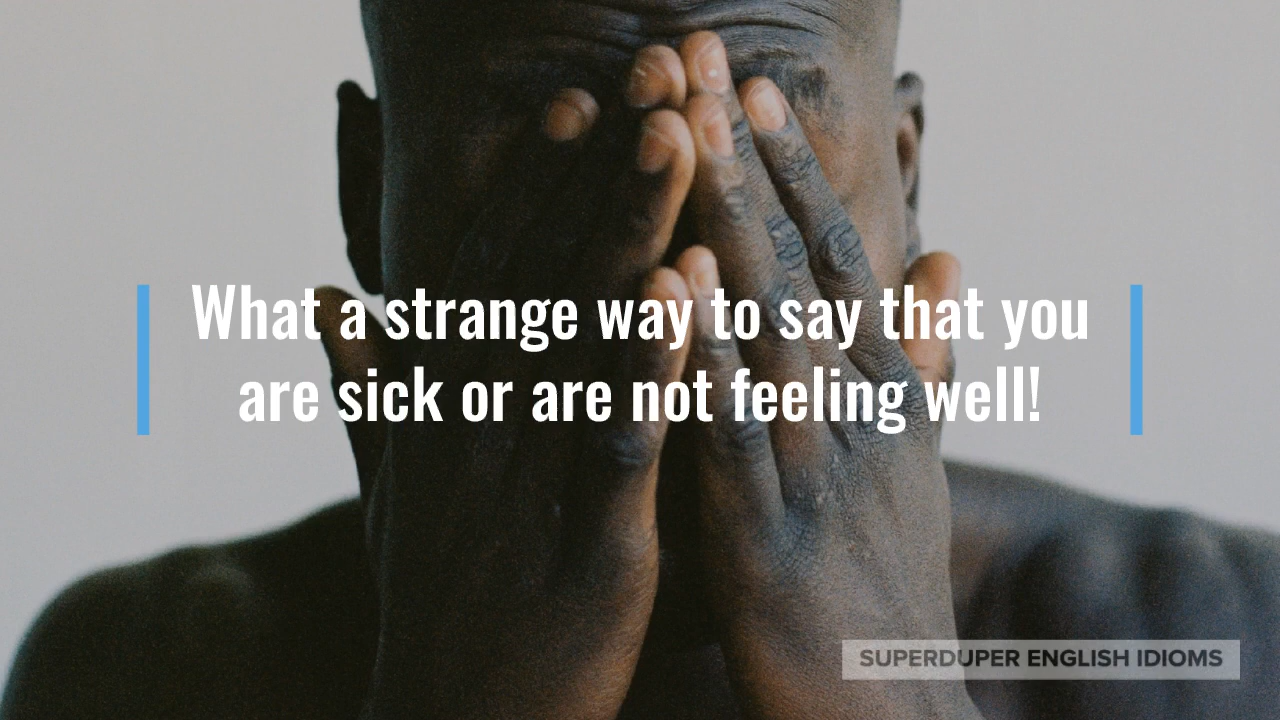 What a strange way to say that you
are sick or are not feeling well!
SUPERDUPER ENGLISH IDIOMS